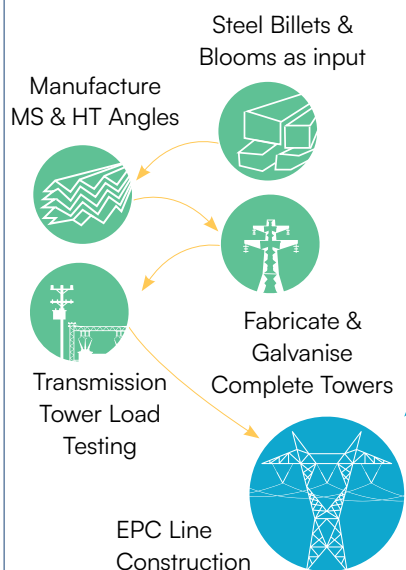 Steel Billets &
Blooms as input
Manufacture
MS & HT Angles
Fabricate &
Galvanise
Complete Towers
Transmission
Tower Load
Testing
EPC Line
Construction